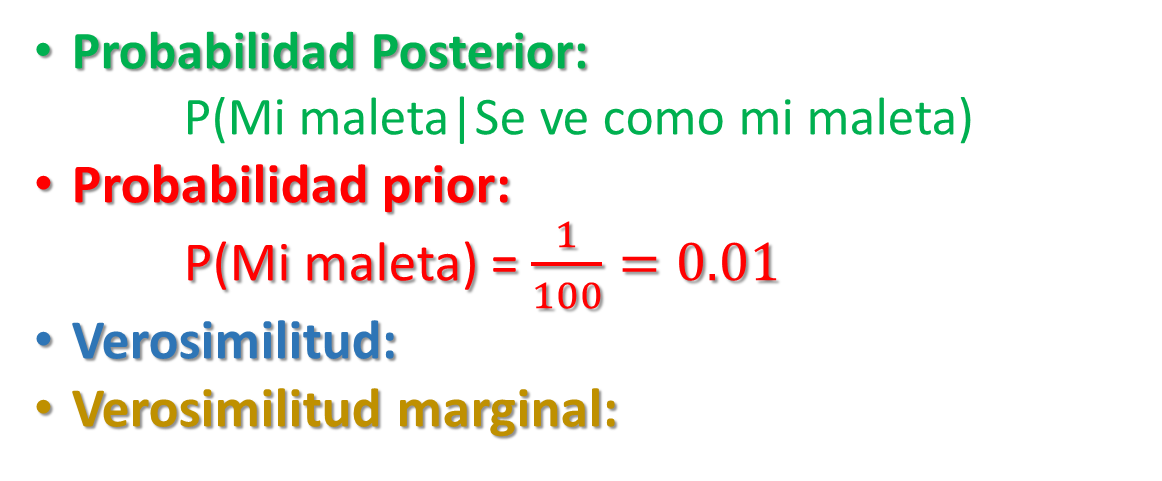 • Probabilidad Posterior:
P(Mi maleta|Se ve como mi maleta)
• Probabilidad prior:
P(Mi maleta) = 1/100 = 0.01
• Verosimilitud:
• Verosimilitud marginal: